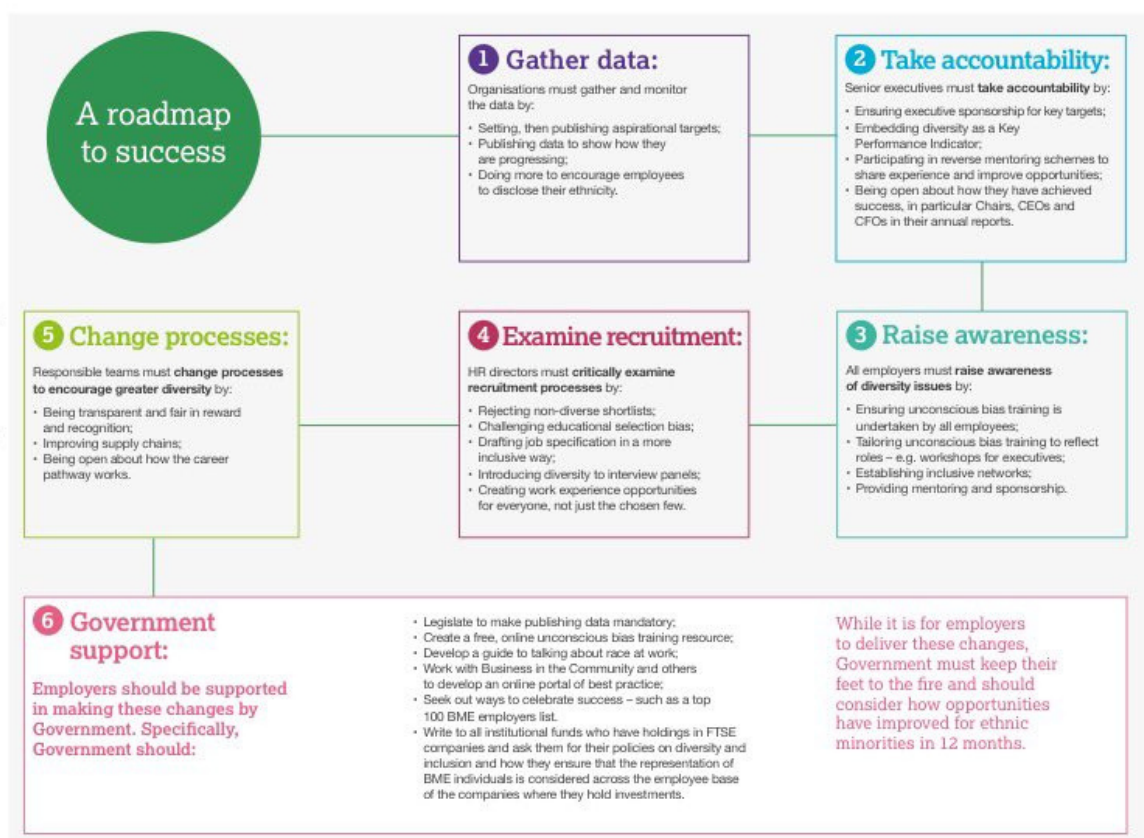 A roadmap
to success
1 Gather data:
Organisations must gather and monitor
the data by:
• Setting, then publishing aspirational targets;
• Publishing data to show how they
are progressing;
• Doing more to encourage employees
to disclose their ethnicity.
2 Take accountability:
Senior executives must take accountability by:
• Ensuring executive sponsorship for key targets;
• Embedding diversity as a Key
Performance Indicator;
• Participating in reverse mentoring schemes to
share experience and improve opportunities;
• Being open about how they have achieved
success, in particular Chairs, CEOs and
CFOs in their annual reports.
3 Raise awareness:
All employers must raise awareness
of diversity issues by:
• Ensuring unconscious bias training is
undertaken by all employees;
• Tailoring unconscious bias training to reflect
roles – e.g. workshops for executives;
• Establishing inclusive networks;
• Providing mentoring and sponsorship.
4 Examine recruitment:
HR directors must critically examine
recruitment processes by:
• Rejecting non-diverse shortlists;
• Challenging educational selection bias;
• Drafting job specification in a more
inclusive way;
• Introducing diversity to interview panels;
• Creating work experience opportunities
for everyone, not just the chosen few.
5 Change processes:
Responsible teams must change processes
to encourage greater diversity by:
• Being transparent and fair in reward
and recognition;
• Improving supply chains;
• Being open about how the career
pathway works.
6 Government
support:
Employers should be supported
in making these changes by
Government. Specifically,
Government should:
• Legislate to make publishing data mandatory;
• Create a free, online unconscious bias training resource;
• Develop a guide to talking about race at work;
• Work with Business in the Community and others
to develop an online portal of best practice;
• Seek out ways to celebrate success – such as a top
100 BME employers list.
• Write to all institutional funds who have holdings in FTSE
companies and ask them for their policies on diversity and
inclusion and how they ensure that the representation of
BME individuals is considered across the employee base
of the companies where they hold investments.
While it is for employers
to deliver these changes,
Government must keep their
feet to the fire and should
consider how opportunities
have improved for ethnic
minorities in 12 months.